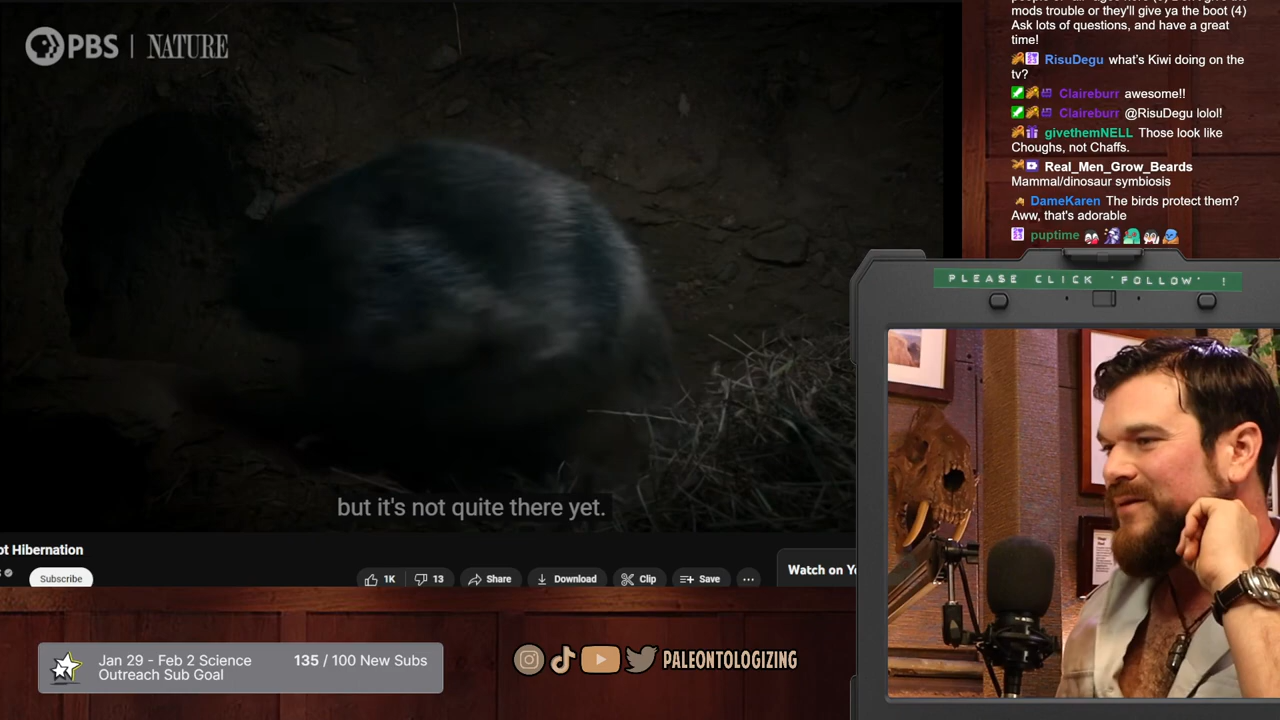 PBS | NATURE
but it's not quite there yet.
ot Hibernation
Subscribe
1K
13
Share
Download
Clip
Save
Watch on Yo
mods trouble or they'll give ya the boot (4)
Ask lots of questions, and have a great
time!
RisuDegu what's Kiwi doing on the
tv?
Claireburr awesome!!
Claireburr @RisuDegu lolol!
givethemNELL Those look like
Choughs, not Chaffs.
Real_Men_Grow_Beards
Mammal/dinosaur symbiosis
DameKaren The birds protect them?
Aww, that's adorable
puptime
PLEASE CLICK 'FOLLOW' !
Jan 29 - Feb 2 Science
Outreach Sub Goal
135 / 100 New Subs
PALEONTOLOGIZING